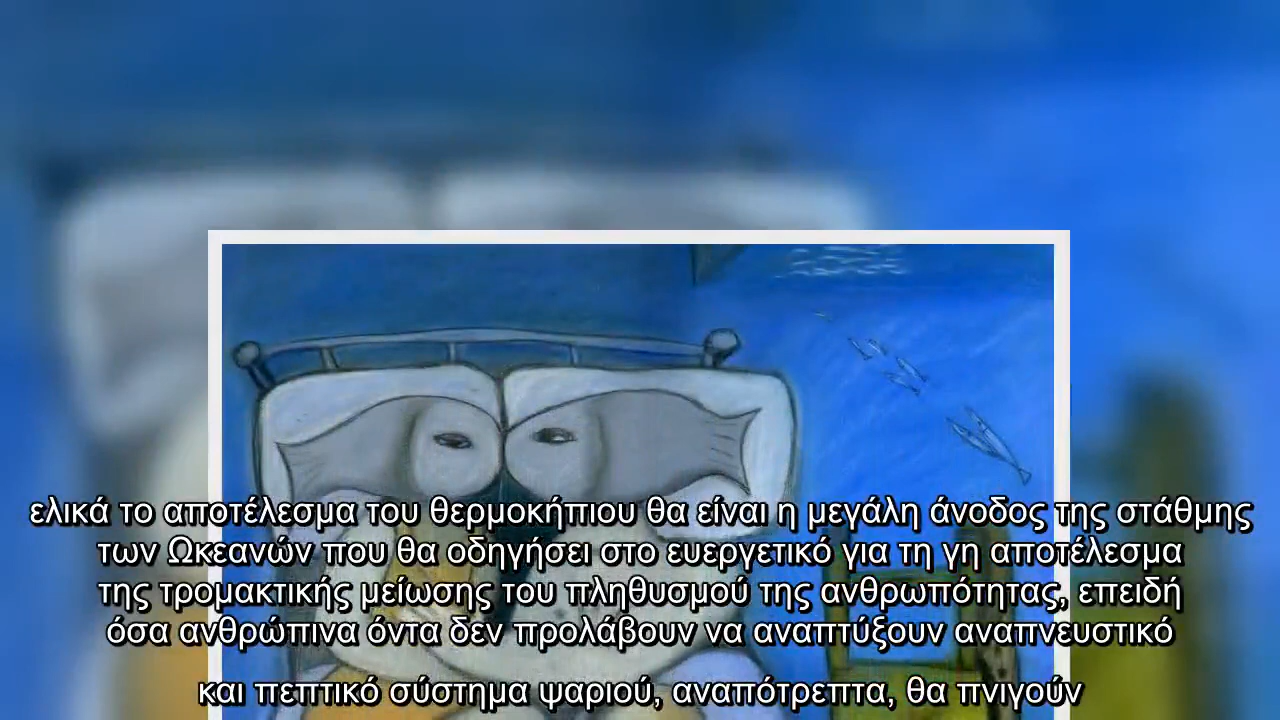 ελικά το αποτέλεσμα του θερμοκήπιου θα είναι η μεγάλη άνοδος της στάθμης
των Ωκεανών που θα οδηγήσει στο ευεργετικό για τη γη αποτέλεσμα
της τρομακτικής μείωσης του πληθυσμού της ανθρωπότητας, επειδή
όσα ανθρώπινα όντα δεν προλάβουν να αναπτύξουν αναπνευστικό
και πεπτικό σύστημα ψαριού, αναπότρεπτα, θα πνιγούν